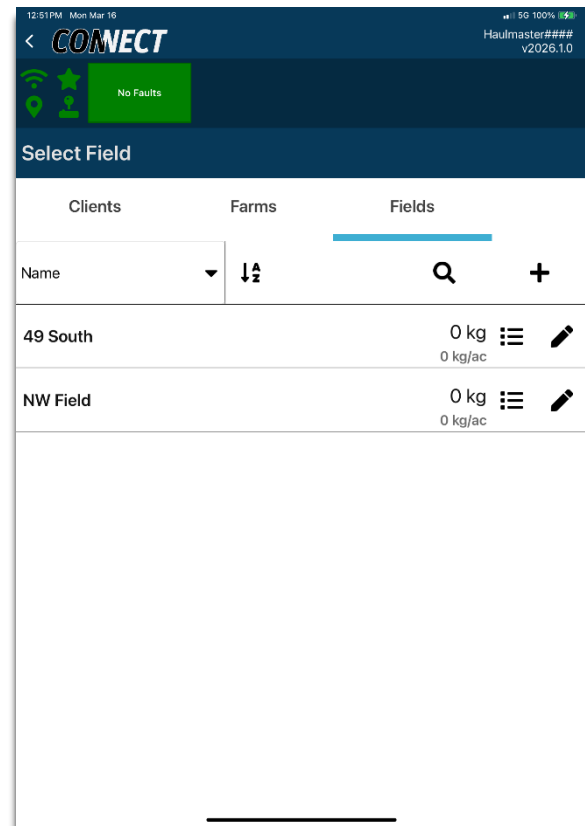 12:51PM Mon Mar 16
5G 100%
CONNECT
Haulmaster####
v2026.1.0
No Faults
Select Field
Clients Farms Fields
Name
49 South 0 kg
0 kg/ac
NW Field 0 kg
0 kg/ac